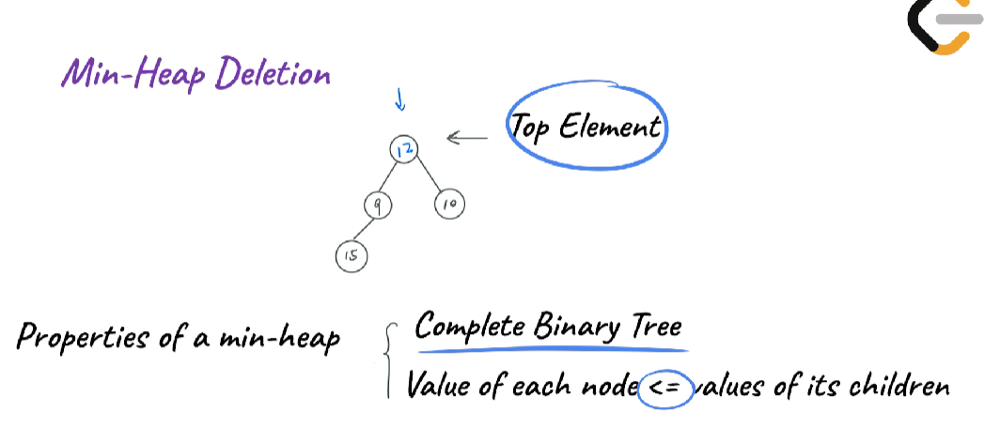 Min-Heap Deletion
Top Element
12
9
10
15
Properties of a min-heap
Complete Binary Tree
Value of each node <= values of its children